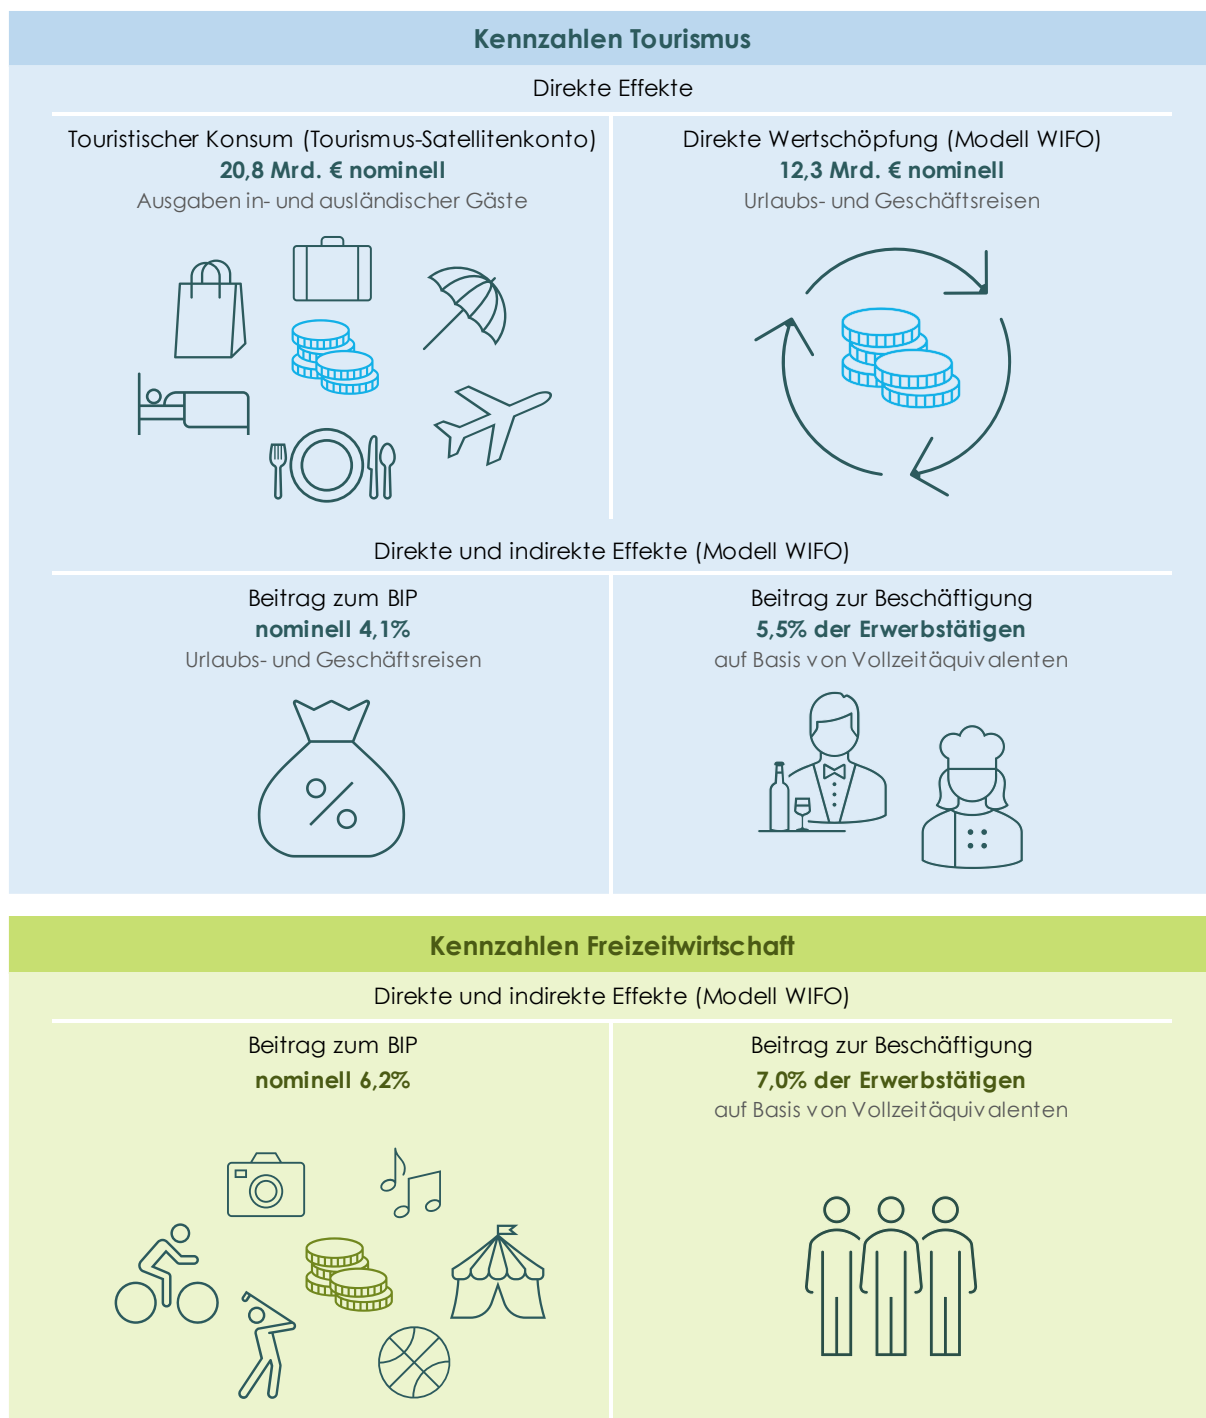 Kennzahlen Tourismus
Direkte Effekte
Touristischer Konsum (Tourismus-Satellitenkonto)
20,8 Mrd. € nominell
Ausgaben in- und ausländischer Gäste
Direkte Wertschöpfung (Modell WIFO)
12,3 Mrd. € nominell
Urlaubs- und Geschäftsreisen
Direkte und indirekte Effekte (Modell WIFO)
Beitrag zum BIP
nominell 4,1%
Urlaubs- und Geschäftsreisen
Beitrag zur Beschäftigung
5,5% der Erwerbstätigen
auf Basis von Vollzeitäquivalenten
Kennzahlen Freizeitwirtschaft
Direkte und indirekte Effekte (Modell WIFO)
Beitrag zum BIP
nominell 6,2%
Beitrag zur Beschäftigung
7,0% der Erwerbstätigen
auf Basis von Vollzeitäquivalenten